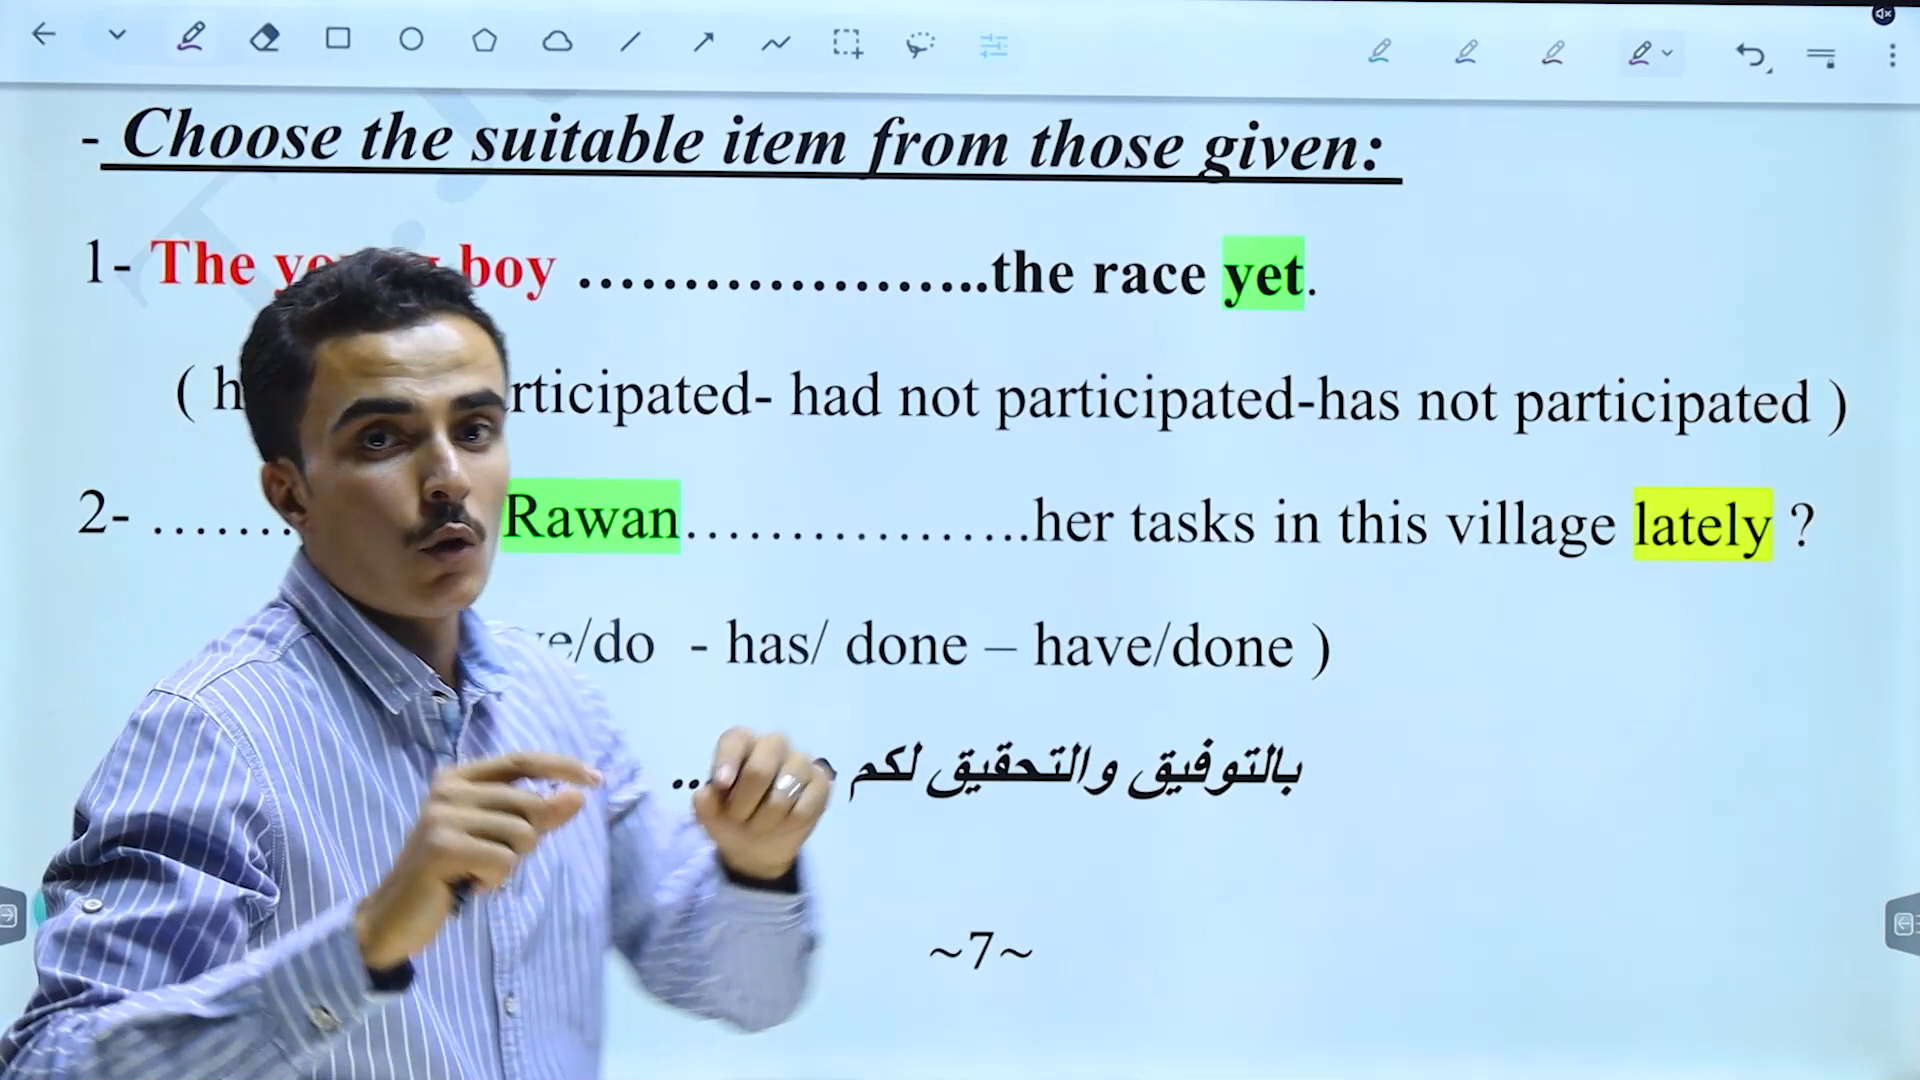 - Choose the suitable item from those given:
1- The young boy …………………..the race yet.
( h rticipated- had not participated-has not participated )
2- ……. Rawan……………….her tasks in this village lately ?
e/do - has/ done – have/done )
بالتوفيق والتحقيق لكم ..
~7~